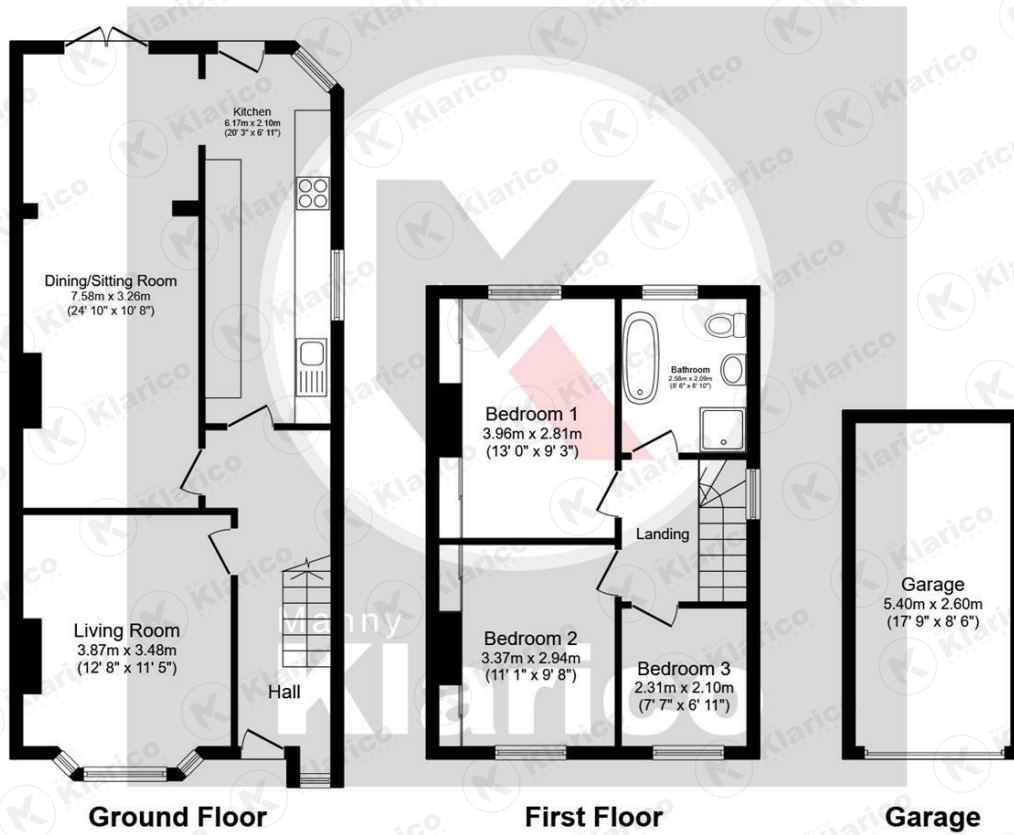 Kitchen
6.17m x 2.10m
(20' 3" x 6' 11")
Dining/Sitting Room
7.58m x 3.26m
(24' 10" x 10' 8")
Living Room
3.87m x 3.48m
(12' 8" x 11' 5")
Hall
Ground Floor
Bedroom 1
3.96m x 2.81m
(13' 0" x 9' 3")
Bathroom
2.58m x 2.09m
(8' 6" x 6' 10")
Landing
Bedroom 2
3.37m x 2.94m
(11' 1" x 9' 8")
Bedroom 3
2.31m x 2.10m
(7' 7" x 6' 11")
First Floor
Garage
5.40m x 2.60m
(17' 9" x 8' 6")
Garage
Manny
Klarico